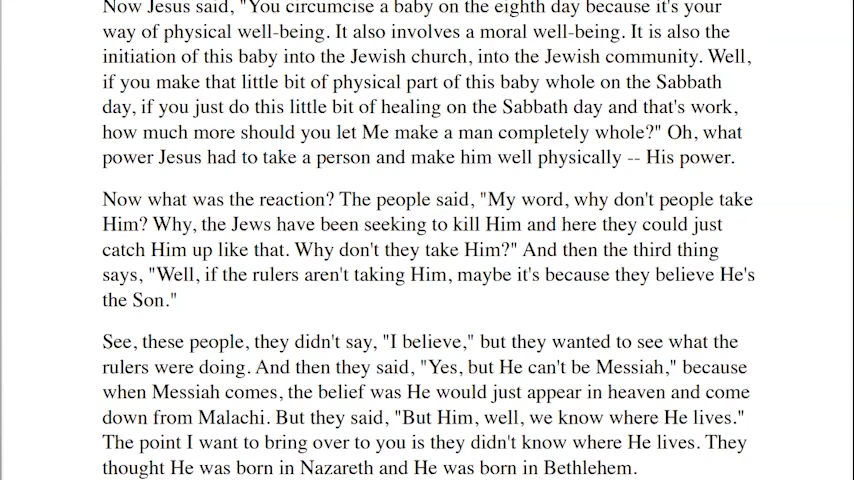 Now Jesus said, "You circumcise a baby on the eighth day because it's your
way of physical well-being. It also involves a moral well-being. It is also the
initiation of this baby into the Jewish church, into the Jewish community. Well,
if you make that little bit of physical part of this baby whole on the Sabbath
day, if you just do this little bit of healing on the Sabbath day and that's work,
how much more should you let Me make a man completely whole?" Oh, what
power Jesus had to take a person and make him well physically -- His power.
Now what was the reaction? The people said, "My word, why don't people take
Him? Why, the Jews have been seeking to kill Him and here they could just
catch Him up like that. Why don't they take Him?" And then the third thing
says, "Well, if the rulers aren't taking Him, maybe it's because they believe He's
the Son."
See, these people, they didn't say, "I believe," but they wanted to see what the
rulers were doing. And then they said, "Yes, but He can't be Messiah," because
when Messiah comes, the belief was He would just appear in heaven and come
down from Malachi. But they said, "But Him, well, we know where He lives."
The point I want to bring over to you is they didn't know where He lives. They
thought He was born in Nazareth and He was born in Bethlehem.